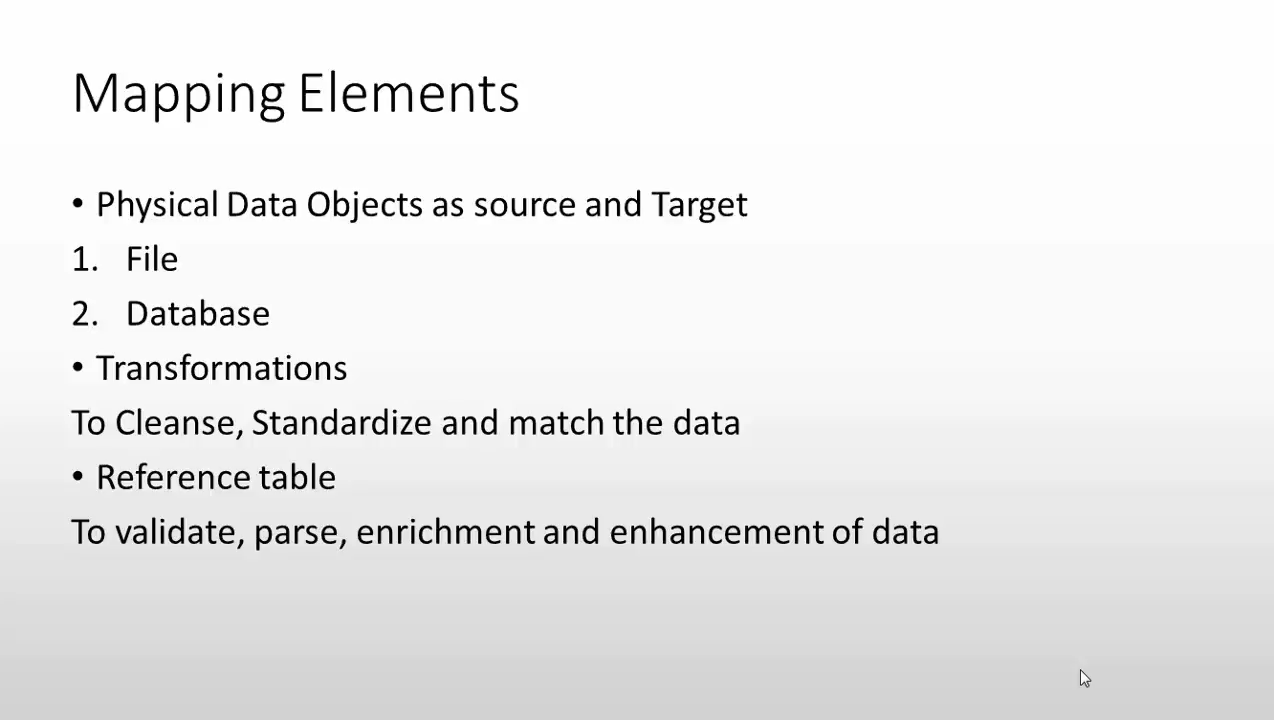 Mapping Elements
• Physical Data Objects as source and Target
1. File
2. Database
• Transformations
To Cleanse, Standardize and match the data
• Reference table
To validate, parse, enrichment and enhancement of data